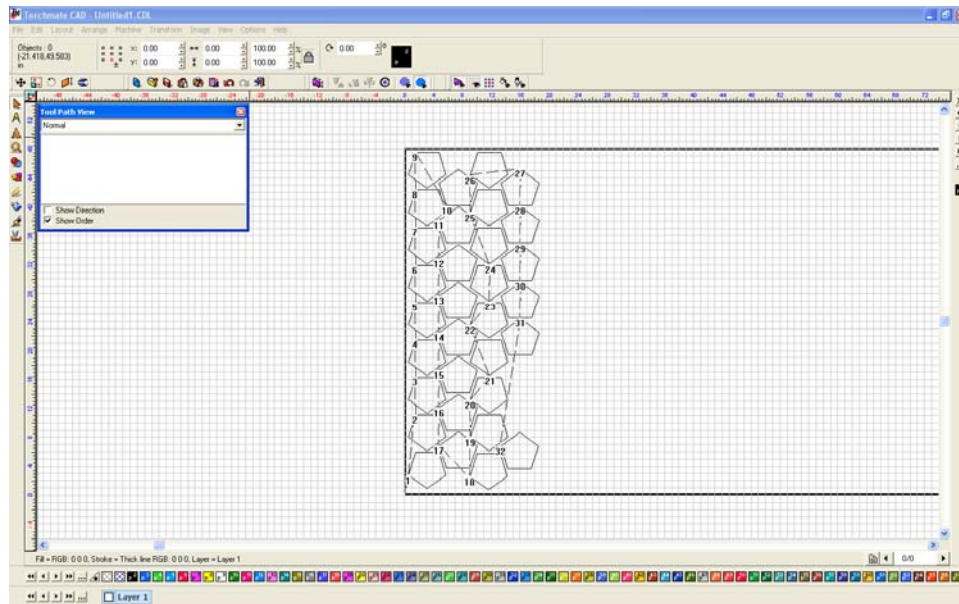 Torchmate CAD - Untitled1.CDL
File Edit Layout Arrange Machine Transform Image View Options Help
Objects : 0
(-21.418,49.503)
in
x: 0.00 0.00 100.00 % 0.00 °
y: 0.00 0.00 100.00 %
Tool Path View
Normal
Show Direction
Show Order
9
27
26
8
10
28
25
11
7
29
12
24
6
30
13
5
23
31
22
14
4
15
3
21
20
16
2
19
17
32
1
18
Fill = RGB: 0 0 0, Stroke = Thick line RGB: 0 0 0, Layer = Layer 1
0/0
Layer 1